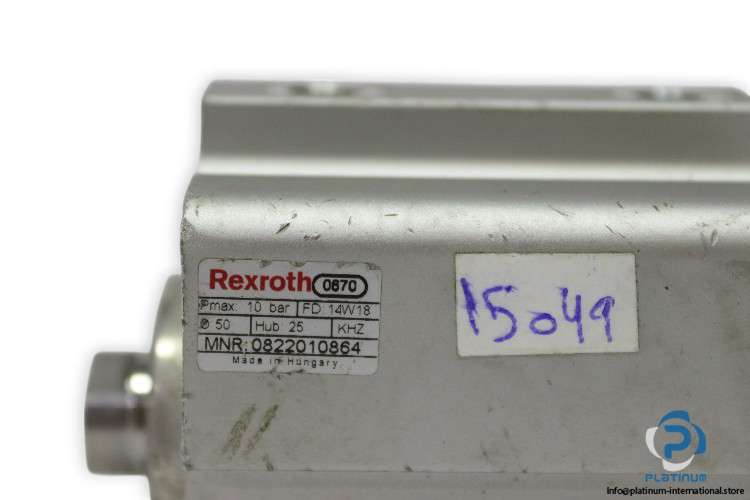 Rexroth 0670
Pmax: 10 bar FD: 14W18
Ø 50 Hub: 25 KHZ
MNR: 0822010864
Made in Hungary
15049
PLATINUM
Info@platinum-international.store